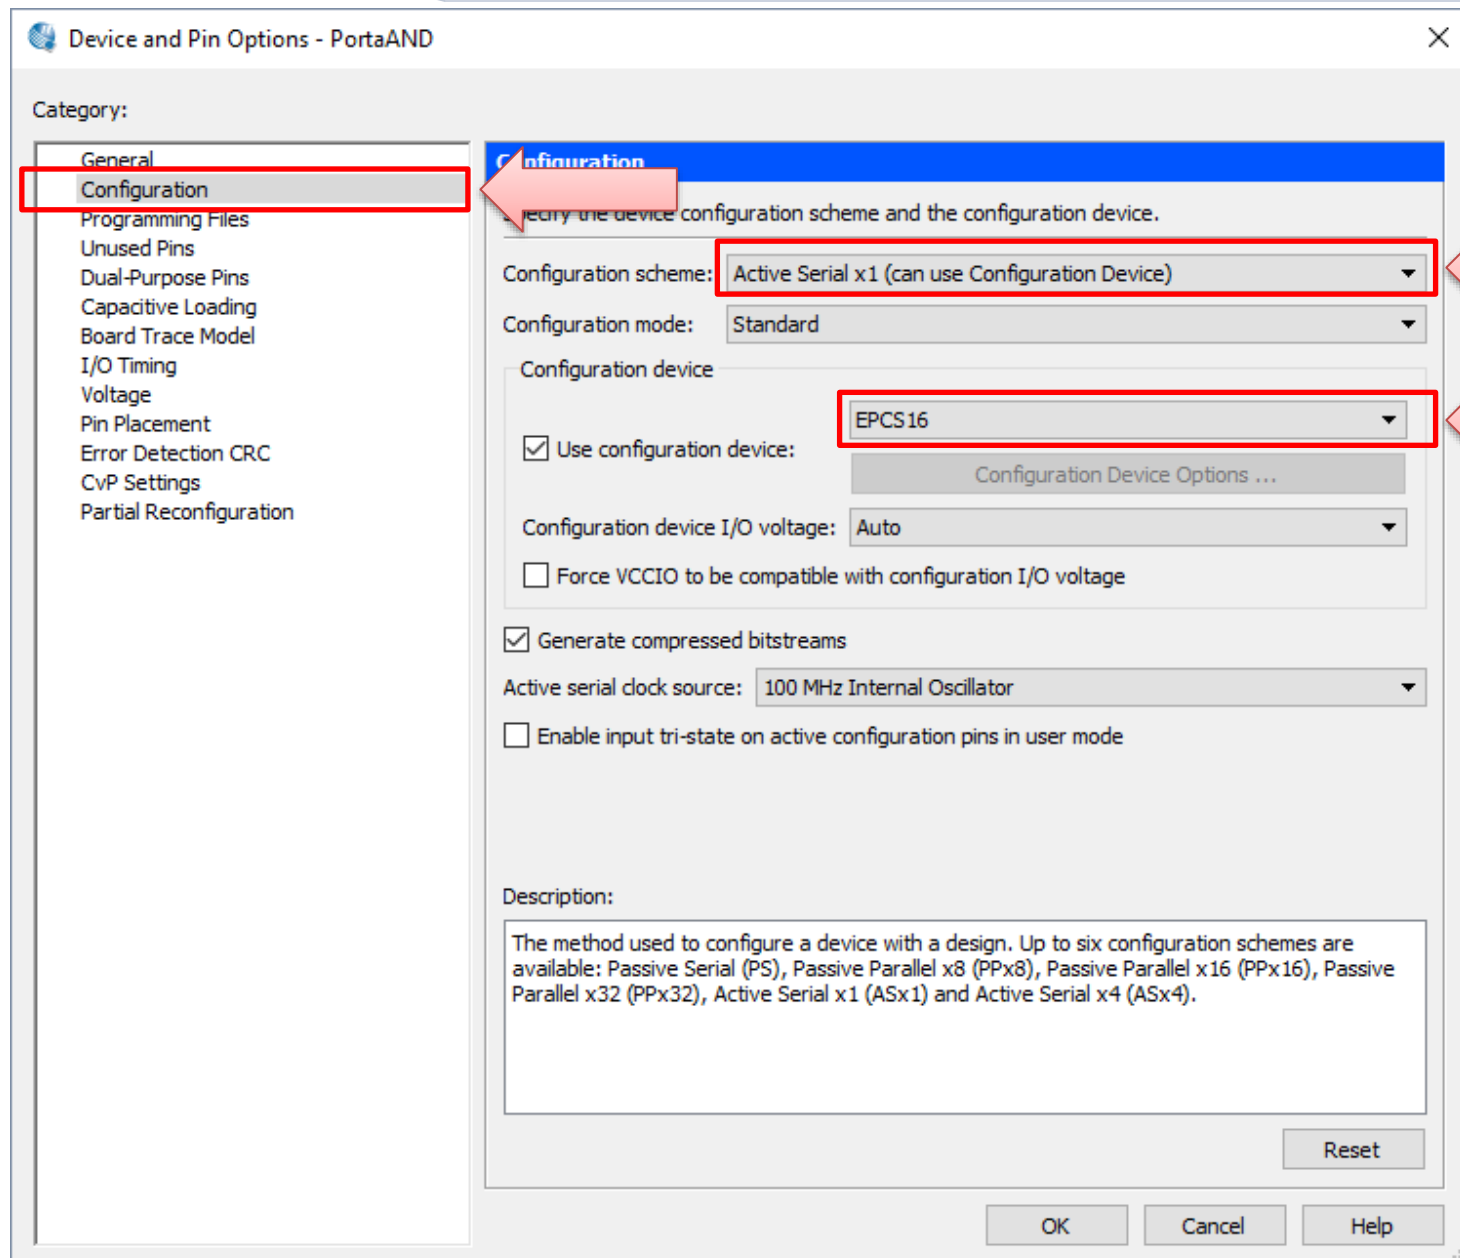 Device and Pin Options - PortaAND
Category:
General
Configuration
Programming Files
Unused Pins
Dual-Purpose Pins
Capacitive Loading
Board Trace Model
I/O Timing
Voltage
Pin Placement
Error Detection CRC
CvP Settings
Partial Reconfiguration
Configuration
Specify the device configuration scheme and the configuration device.
Configuration scheme: Active Serial x1 (can use Configuration Device)
Configuration mode: Standard
Configuration device
EPCS16
Use configuration device:
Configuration Device Options ...
Configuration device I/O voltage: Auto
Force VCCIO to be compatible with configuration I/O voltage
Generate compressed bitstreams
Active serial clock source: 100 MHz Internal Oscillator
Enable input tri-state on active configuration pins in user mode
Description:
The method used to configure a device with a design. Up to six configuration schemes are
available: Passive Serial (PS), Passive Parallel x8 (PPx8), Passive Parallel x16 (PPx16), Passive
Parallel x32 (PPx32), Active Serial x1 (ASx1) and Active Serial x4 (ASx4).
Reset
OK Cancel Help